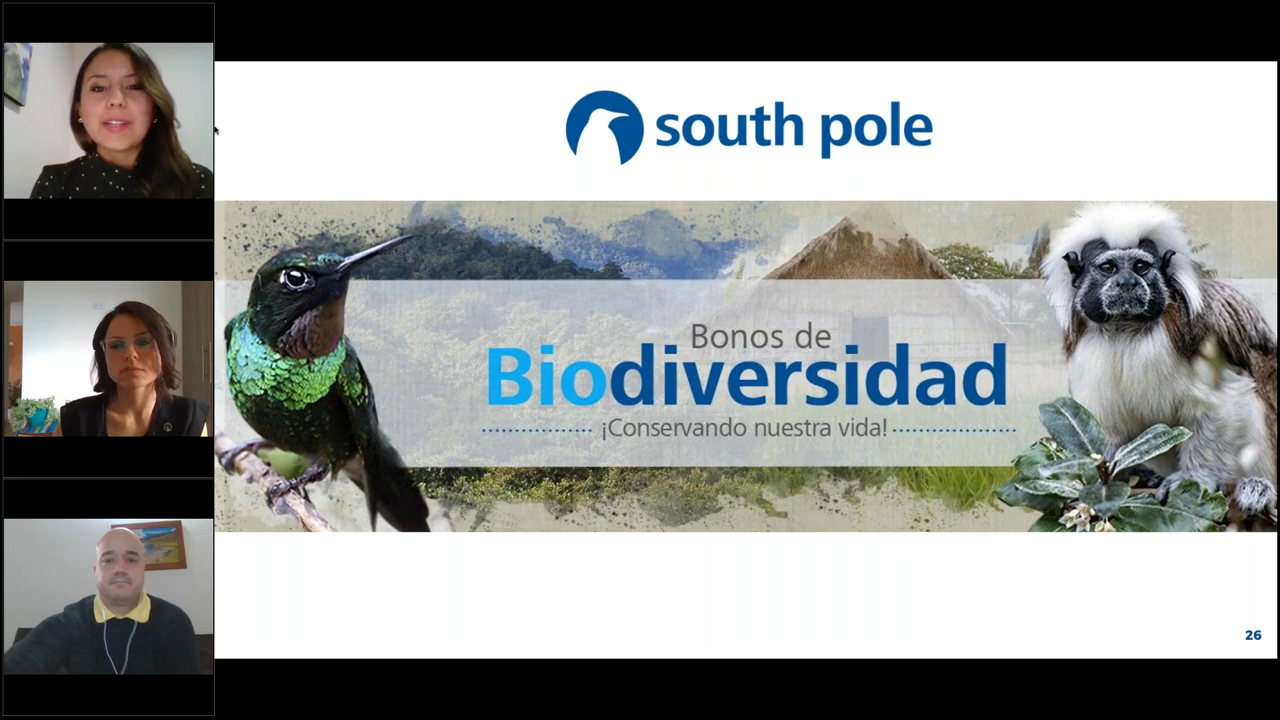 south pole
Bonos de
Biodiversidad
¡Conservando nuestra vida!
26